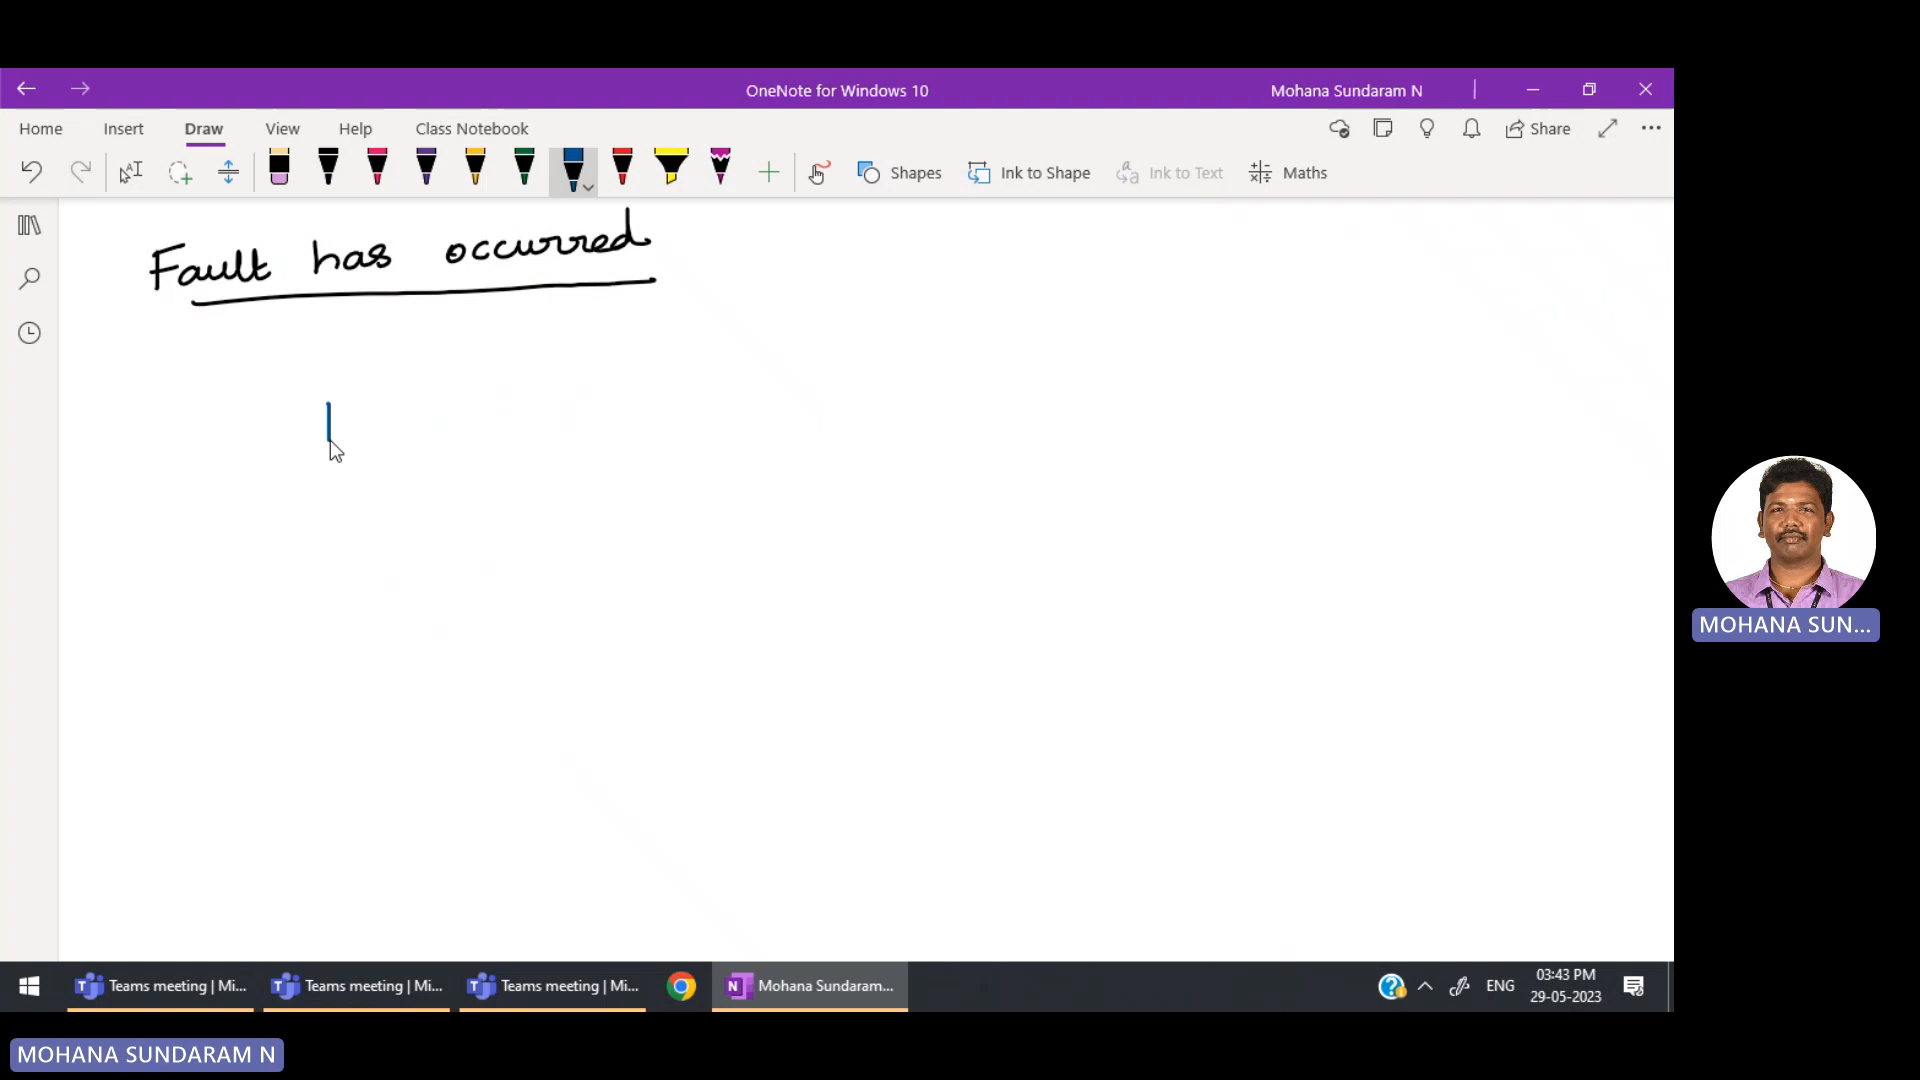 OneNote for Windows 10
Mohana Sundaram N
Home Insert Draw View Help Class Notebook
Share
Shapes Ink to Shape Ink to Text Maths
Fault has occurred
MOHANA SUN...
Teams meeting | Mi... Teams meeting | Mi... Teams meeting | Mi... Mohana Sundaram... ENG 03:43 PM
29-05-2023
MOHANA SUNDARAM N